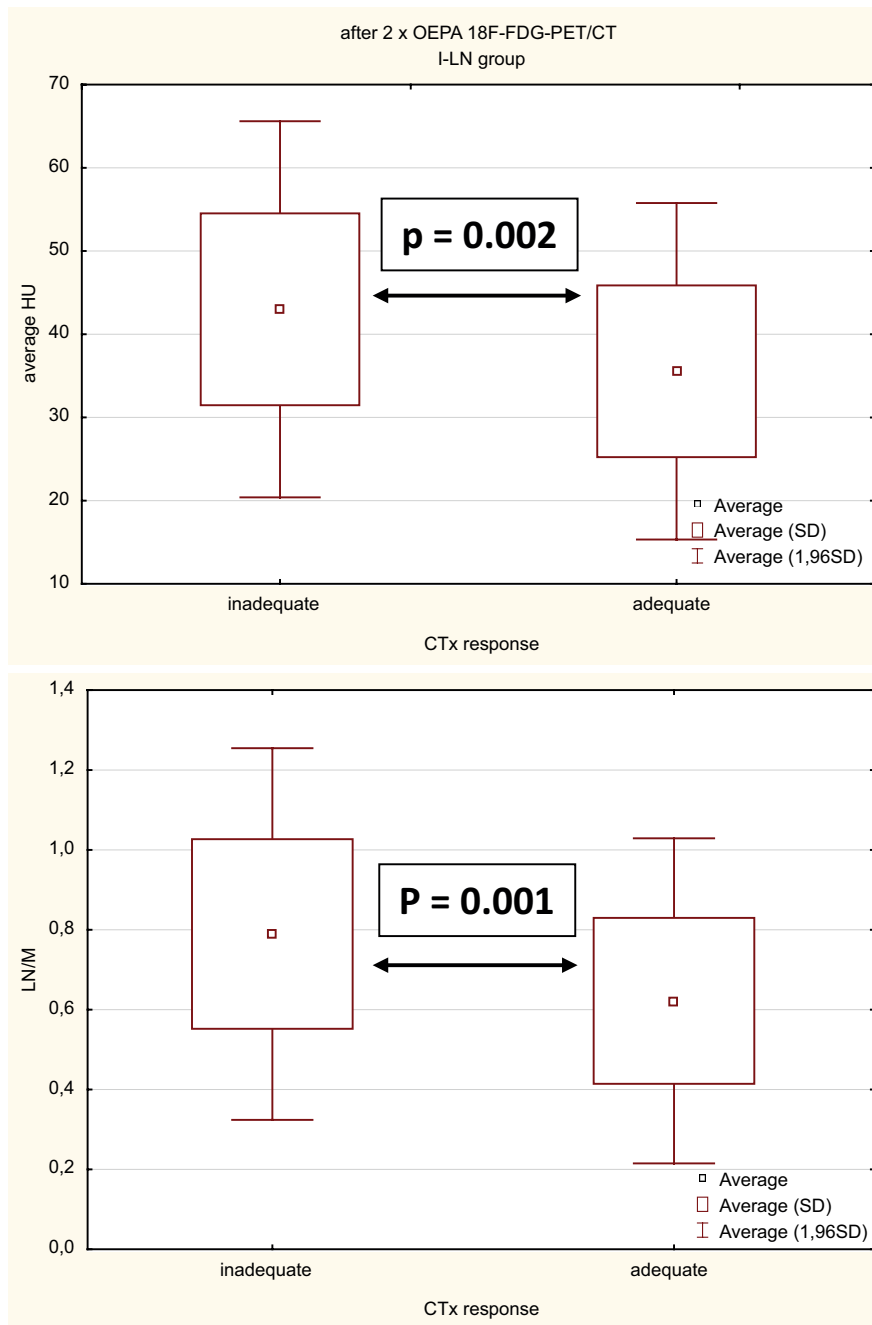 after 2 x OEPA 18F-FDG-PET/CT
I-LN group
70
60
50
40
30
20
10
average HU
p = 0.002
Average
Average (SD)
Average (1,96SD)
inadequate
adequate
CTx response
1,4
1,2
1,0
0,8
0,6
0,4
0,2
0,0
LN/M
P = 0.001
Average
Average (SD)
Average (1,96SD)
inadequate
adequate
CTx response